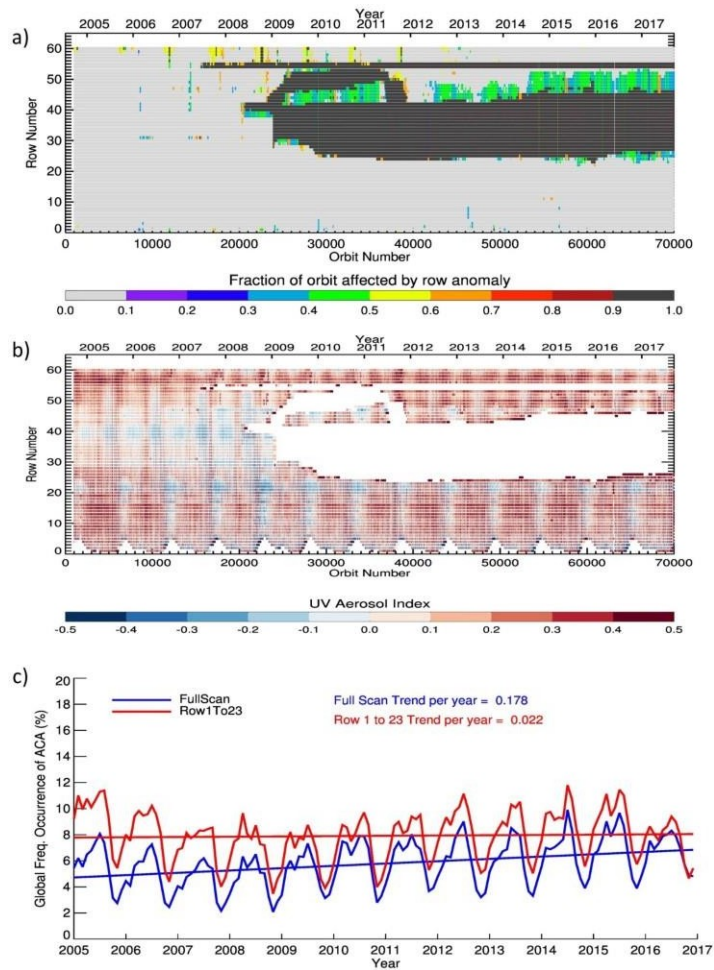 Year
a)
2005 2006 2007 2008 2009 2010 2011 2012 2013 2014 2015 2016 2017
60
50
40
30
20
10
0
Row Number
0 10000 20000 30000 40000 50000 60000 70000
Orbit Number
Fraction of orbit affected by row anomaly
0.0 0.1 0.2 0.3 0.4 0.5 0.6 0.7 0.8 0.9 1.0
b)
Year
2005 2006 2007 2008 2009 2010 2011 2012 2013 2014 2015 2016 2017
60
50
40
30
20
10
0
Row Number
0 10000 20000 30000 40000 50000 60000 70000
Orbit Number
UV Aerosol Index
-0.5 -0.4 -0.3 -0.2 -0.1 0.0 0.1 0.2 0.3 0.4 0.5
c)
20
18
16
14
12
10
8
6
4
2
0
Global Freq. Occurrence of ACA (%)
FullScan
Row1To23
Full Scan Trend per year = 0.178
Row 1 to 23 Trend per year = 0.022
2005 2006 2007 2008 2009 2010 2011 2012 2013 2014 2015 2016 2017
Year